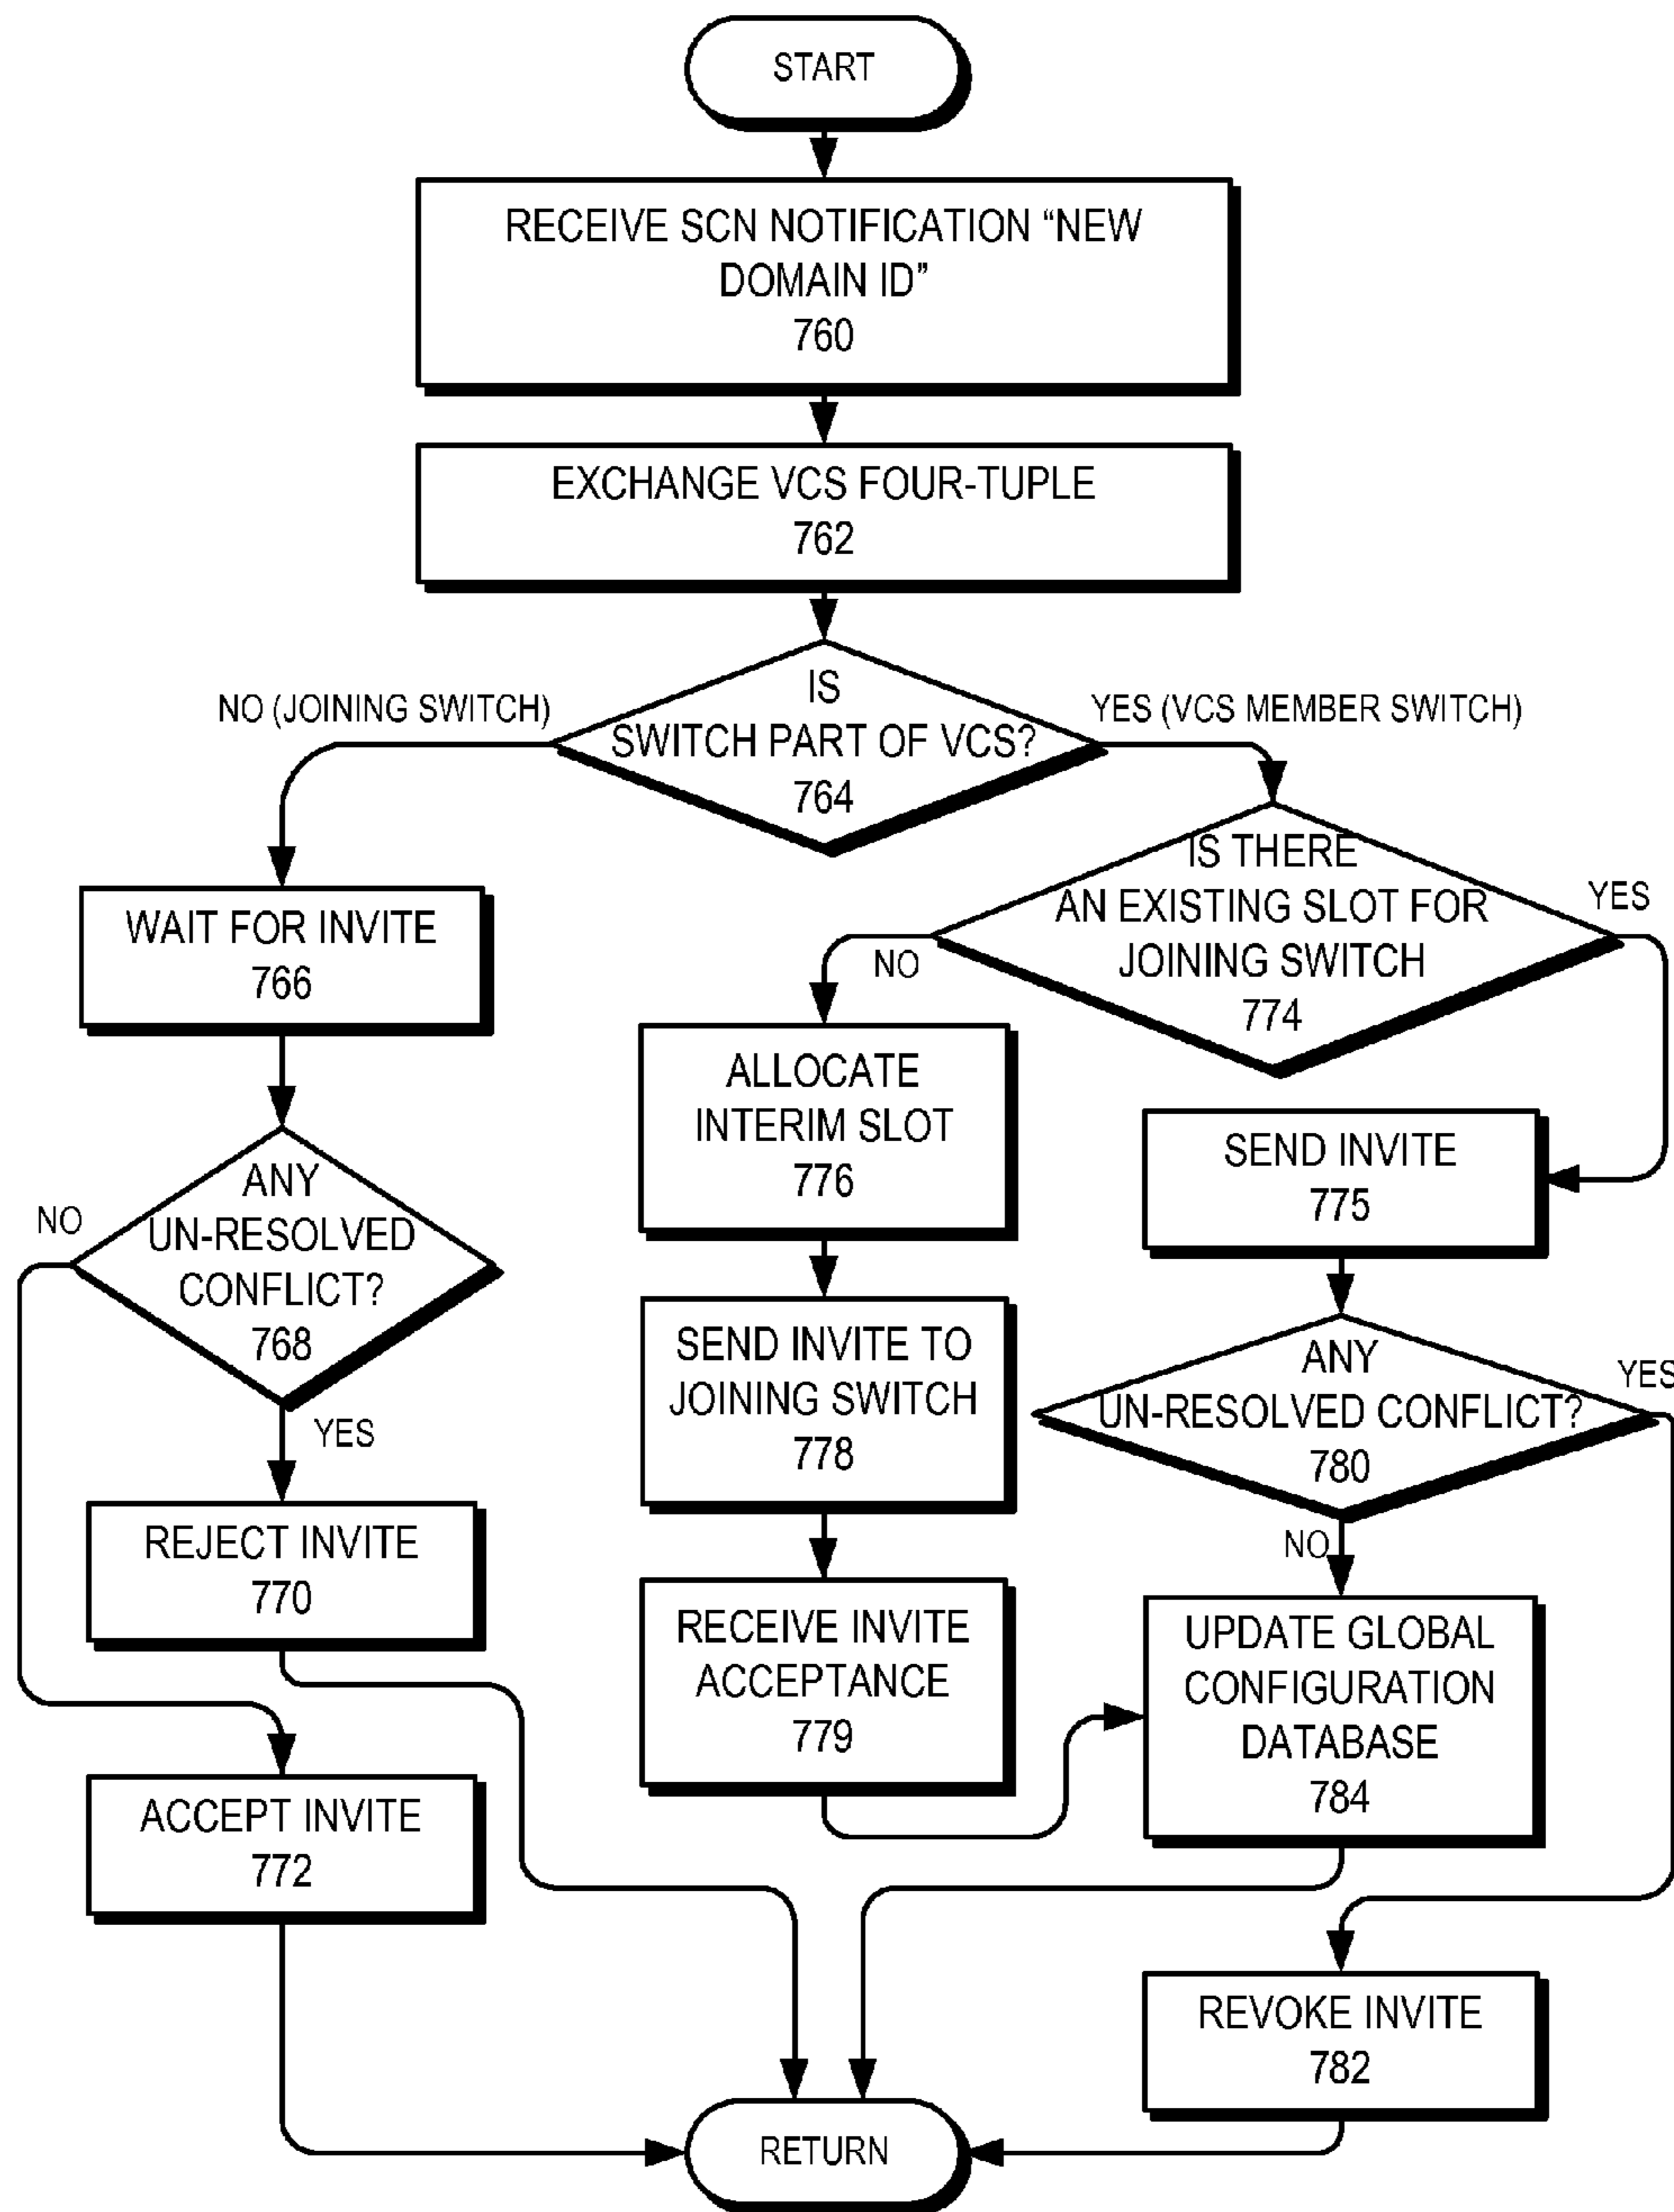 START
RECEIVE SCN NOTIFICATION “NEW
DOMAIN ID”
760
EXCHANGE VCS FOUR-TUPLE
762
IS
SWITCH PART OF VCS?
764
NO (JOINING SWITCH)
YES (VCS MEMBER SWITCH)
WAIT FOR INVITE
766
IS THERE
AN EXISTING SLOT FOR
JOINING SWITCH
774
NO
YES
ALLOCATE
INTERIM SLOT
776
SEND INVITE
775
ANY
UN-RESOLVED
CONFLICT?
768
NO
YES
SEND INVITE TO
JOINING SWITCH
778
ANY
UN-RESOLVED CONFLICT?
780
YES
NO
REJECT INVITE
770
RECEIVE INVITE
ACCEPTANCE
779
UPDATE GLOBAL
CONFIGURATION
DATABASE
784
ACCEPT INVITE
772
REVOKE INVITE
782
RETURN